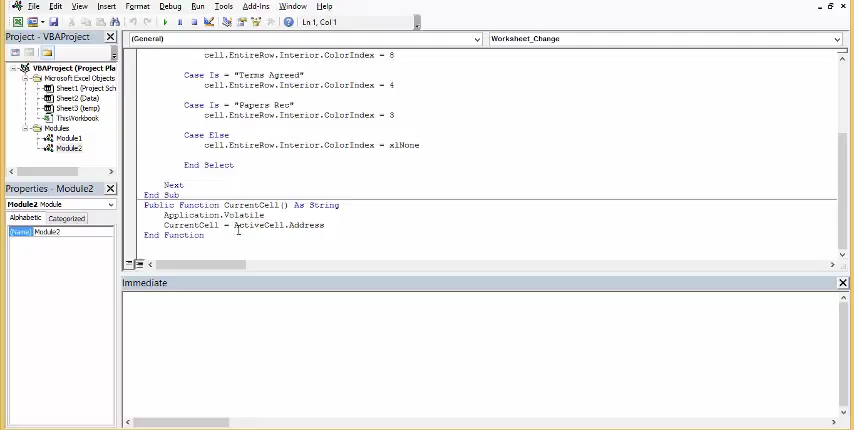 File Edit View Insert Format Debug Run Tools Add-Ins Window Help
Ln 1, Col 1
Project - VBAProject
(General) Worksheet_Change
VBAProject (Project Pla
Microsoft Excel Objects
Sheet1 (Project Sch
Sheet2 (Data)
Sheet3 (temp)
ThisWorkbook
Modules
Module1
Module2
Properties - Module2
Module2 Module
Alphabetic Categorized
(Name) Module2
cell.EntireRow.Interior.ColorIndex = 8
Case Is = "Terms Agreed"
cell.EntireRow.Interior.ColorIndex = 4
Case Is = "Papers Rec"
cell.EntireRow.Interior.ColorIndex = 3
Case Else
cell.EntireRow.Interior.ColorIndex = xlNone
End Select
Next
End Sub
Public Function CurrentCell() As String
Application.Volatile
CurrentCell = ActiveCell.Address
End Function
Immediate